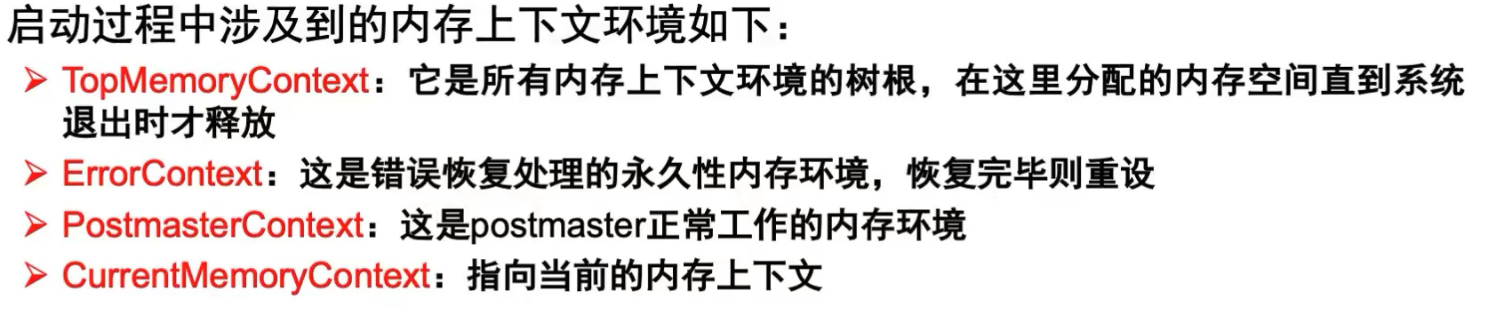 启动过程中涉及到的内存上下文环境如下：
➢ TopMemoryContext：它是所有内存上下文环境的树根，在这里分配的内存空间直到系统
退出时才释放
➢ ErrorContext：这是错误恢复处理的永久性内存环境，恢复完毕则重设
➢ PostmasterContext：这是postmaster正常工作的内存环境
➢ CurrentMemoryContext：指向当前的内存上下文